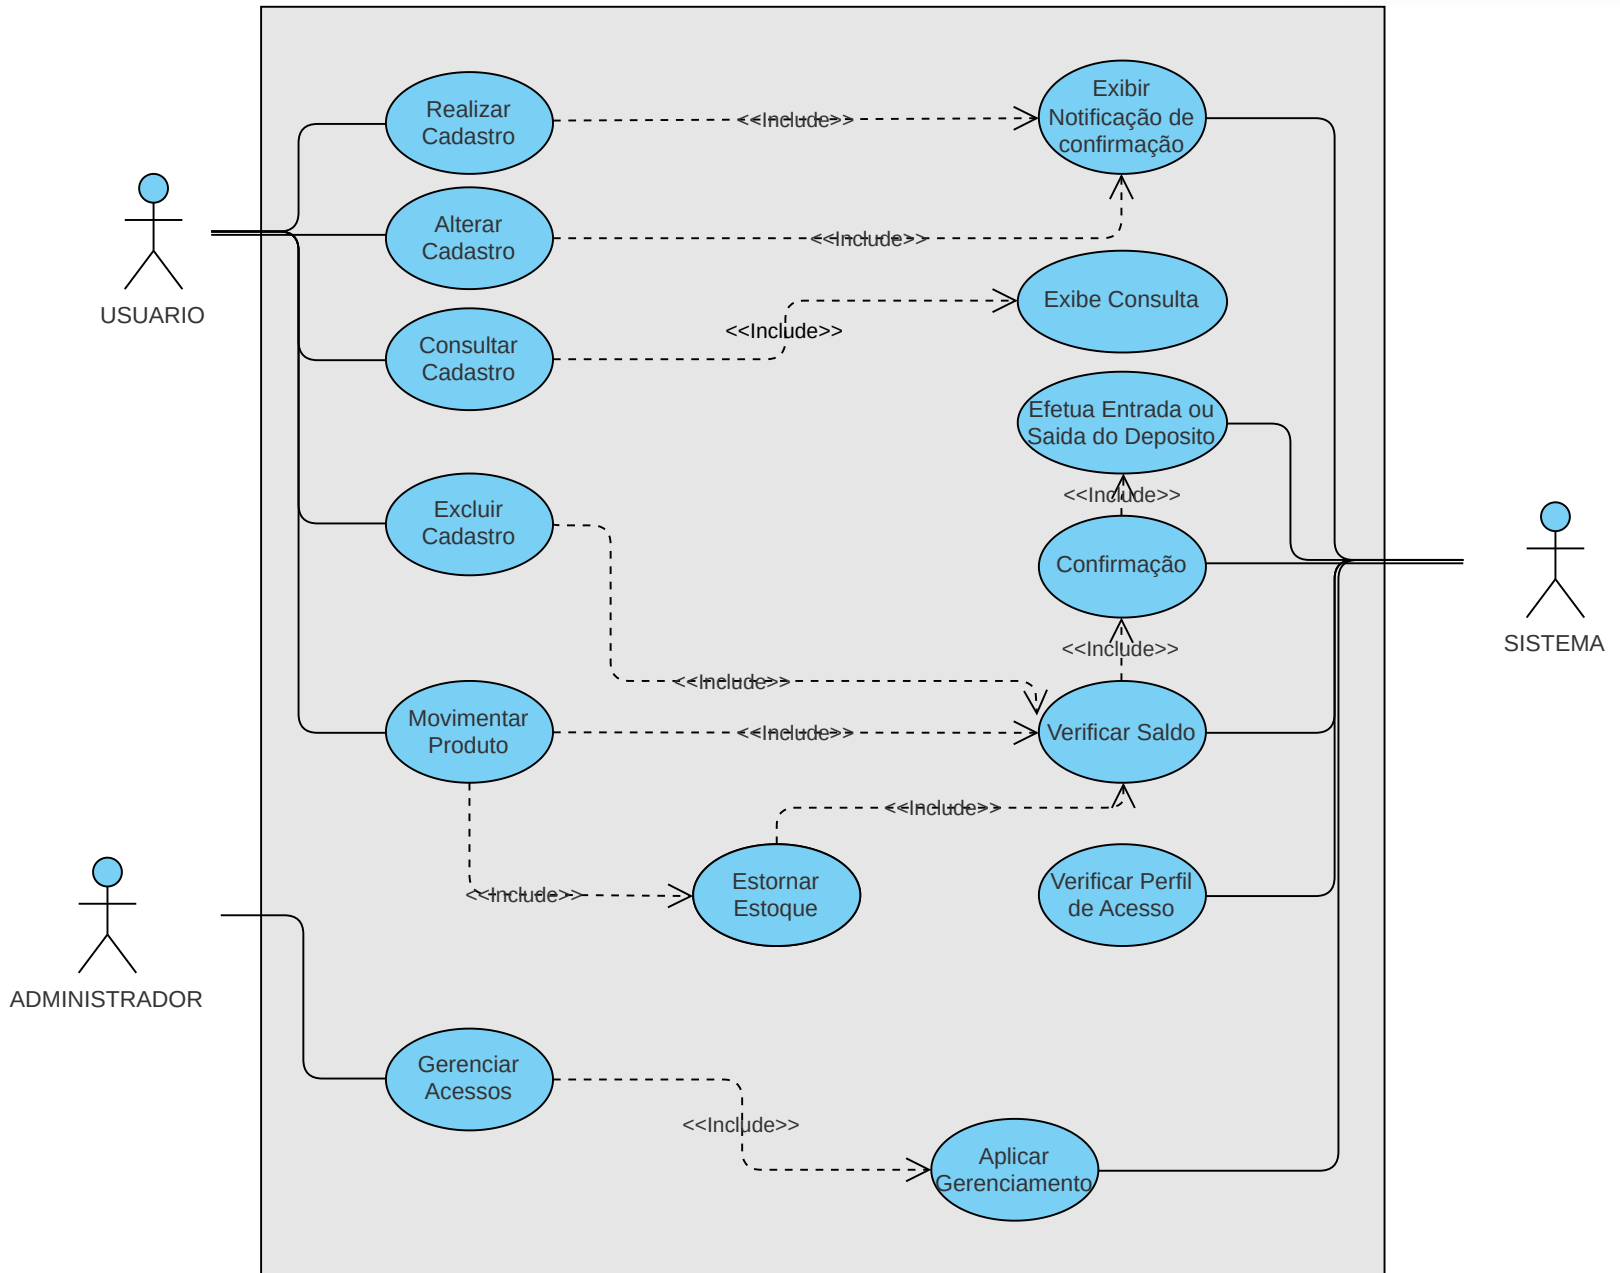 Realizar
Cadastro
<<Include>>
Exibir
Notificação de
confirmação
Alterar
Cadastro
<<Include>>
USUARIO
Consultar
Cadastro
<<Include>>
Exibe Consulta
Efetua Entrada ou
Saida do Deposito
<<Include>>
Excluir
Cadastro
Confirmação
SISTEMA
<<Include>>
<<Include>>
Movimentar
Produto
<<Include>>
Verificar Saldo
<<Include>>
<<Include>>
Estornar
Estoque
Verificar Perfil
de Acesso
ADMINISTRADOR
Gerenciar
Acessos
<<Include>>
Aplicar
Gerenciamento